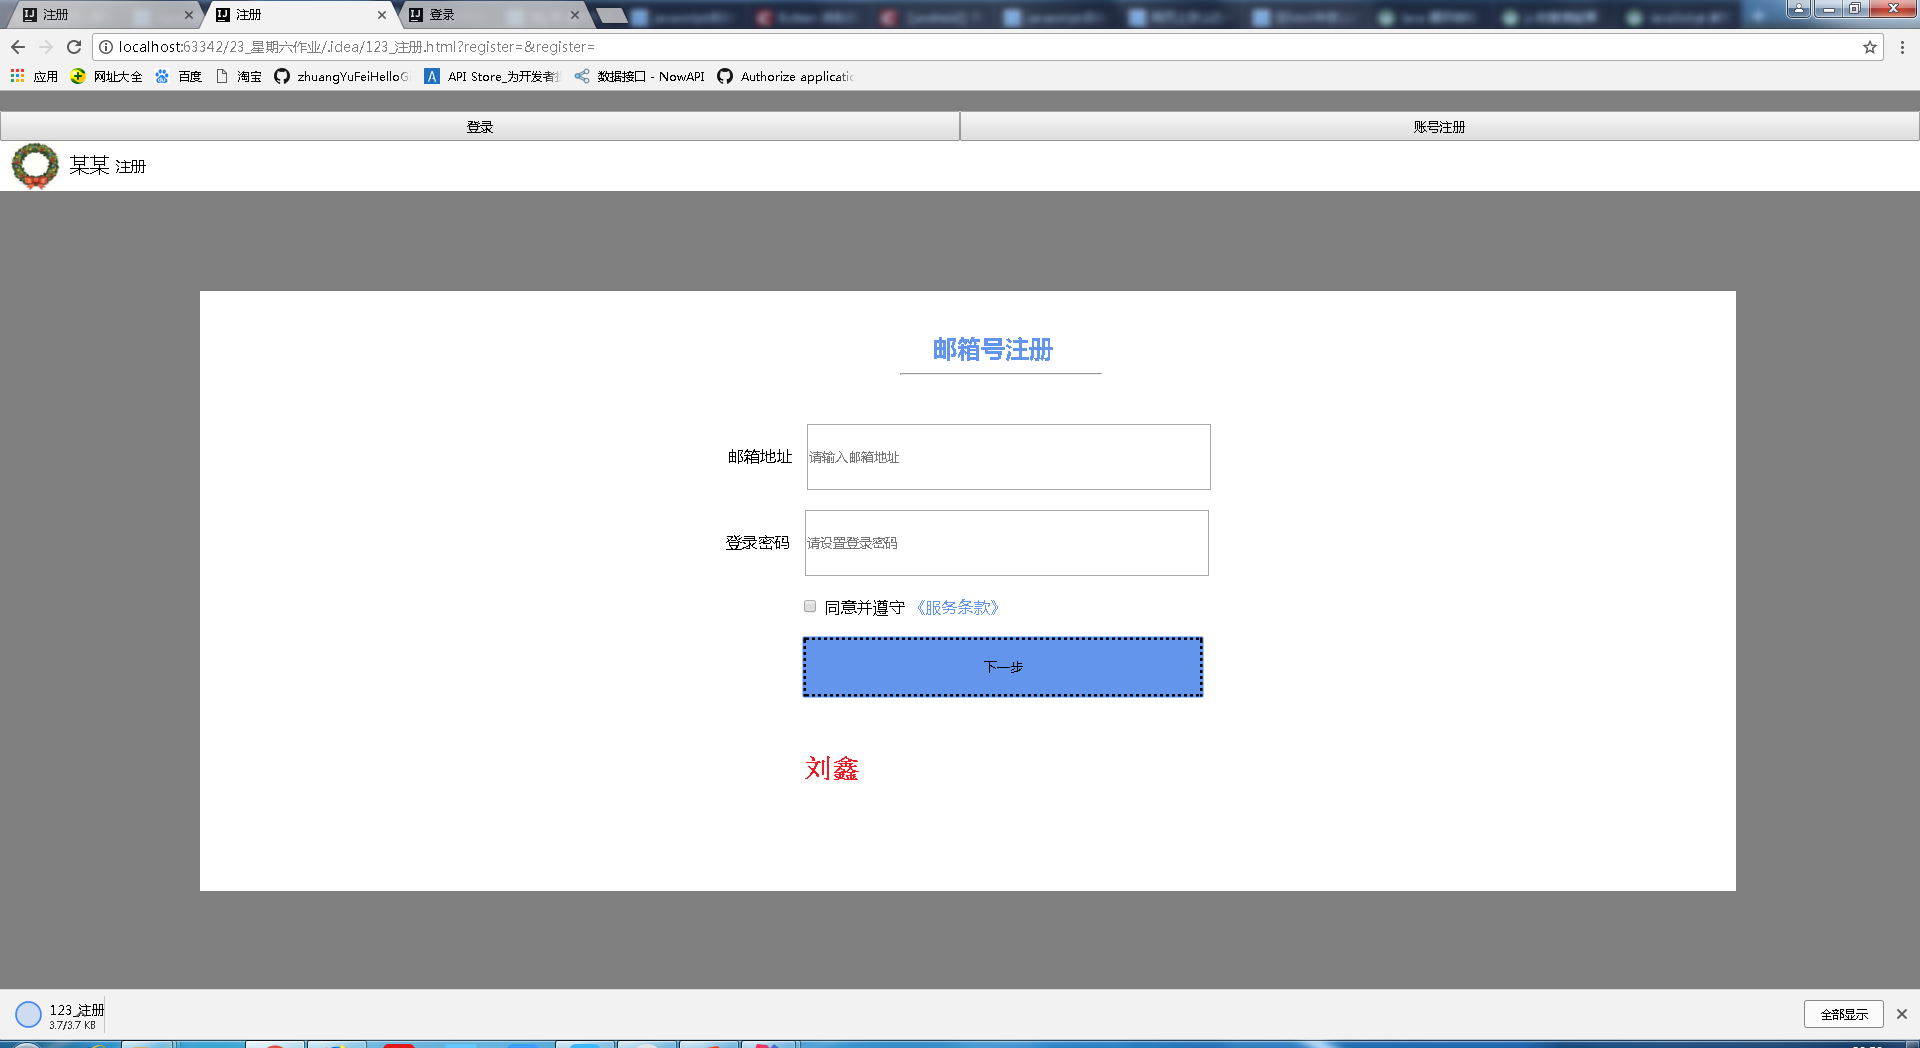 注册
注册
登录
localhost:63342/23_星期六作业/.idea/123_注册.html?register=&register=
应用 网址大全 百度 淘宝 zhuangYuFeiHelloG API Store_为开发者 数据接口 - NowAPI Authorize applicatio
登录 账号注册
某某 注册
邮箱号注册
邮箱地址 请输入邮箱地址
登录密码 请设置登录密码
同意并遵守 《服务条款》
下一步
刘鑫
123_注册
3.7/3.7 KB
全部显示